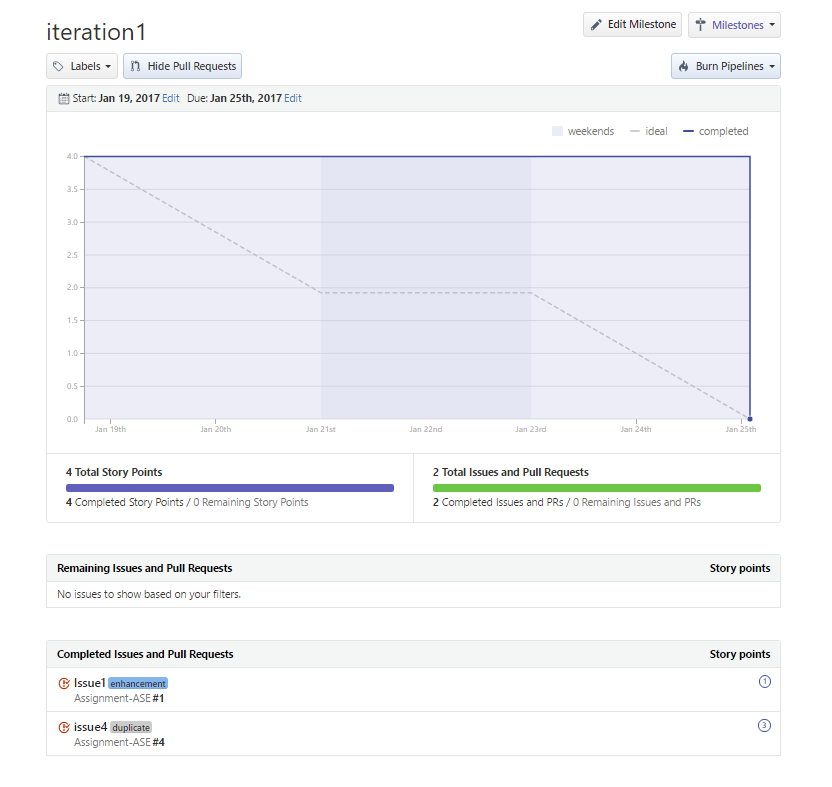 iteration1
Edit Milestone
Milestones
Labels
Hide Pull Requests
Burn Pipelines
Start: Jan 19, 2017 Edit Due: Jan 25th, 2017 Edit
weekends ideal completed
4.0
3.5
3.0
2.5
2.0
1.5
1.0
0.5
0.0
Jan 19th Jan 20th Jan 21st Jan 22nd Jan 23rd Jan 24th Jan 25th
4 Total Story Points
4 Completed Story Points / 0 Remaining Story Points
2 Total Issues and Pull Requests
2 Completed Issues and PRs / 0 Remaining Issues and PRs
Remaining Issues and Pull Requests Story points
No issues to show based on your filters.
Completed Issues and Pull Requests Story points
Issue1 enhancement 1
Assignment-ASE #1
issue4 duplicate 3
Assignment-ASE #4